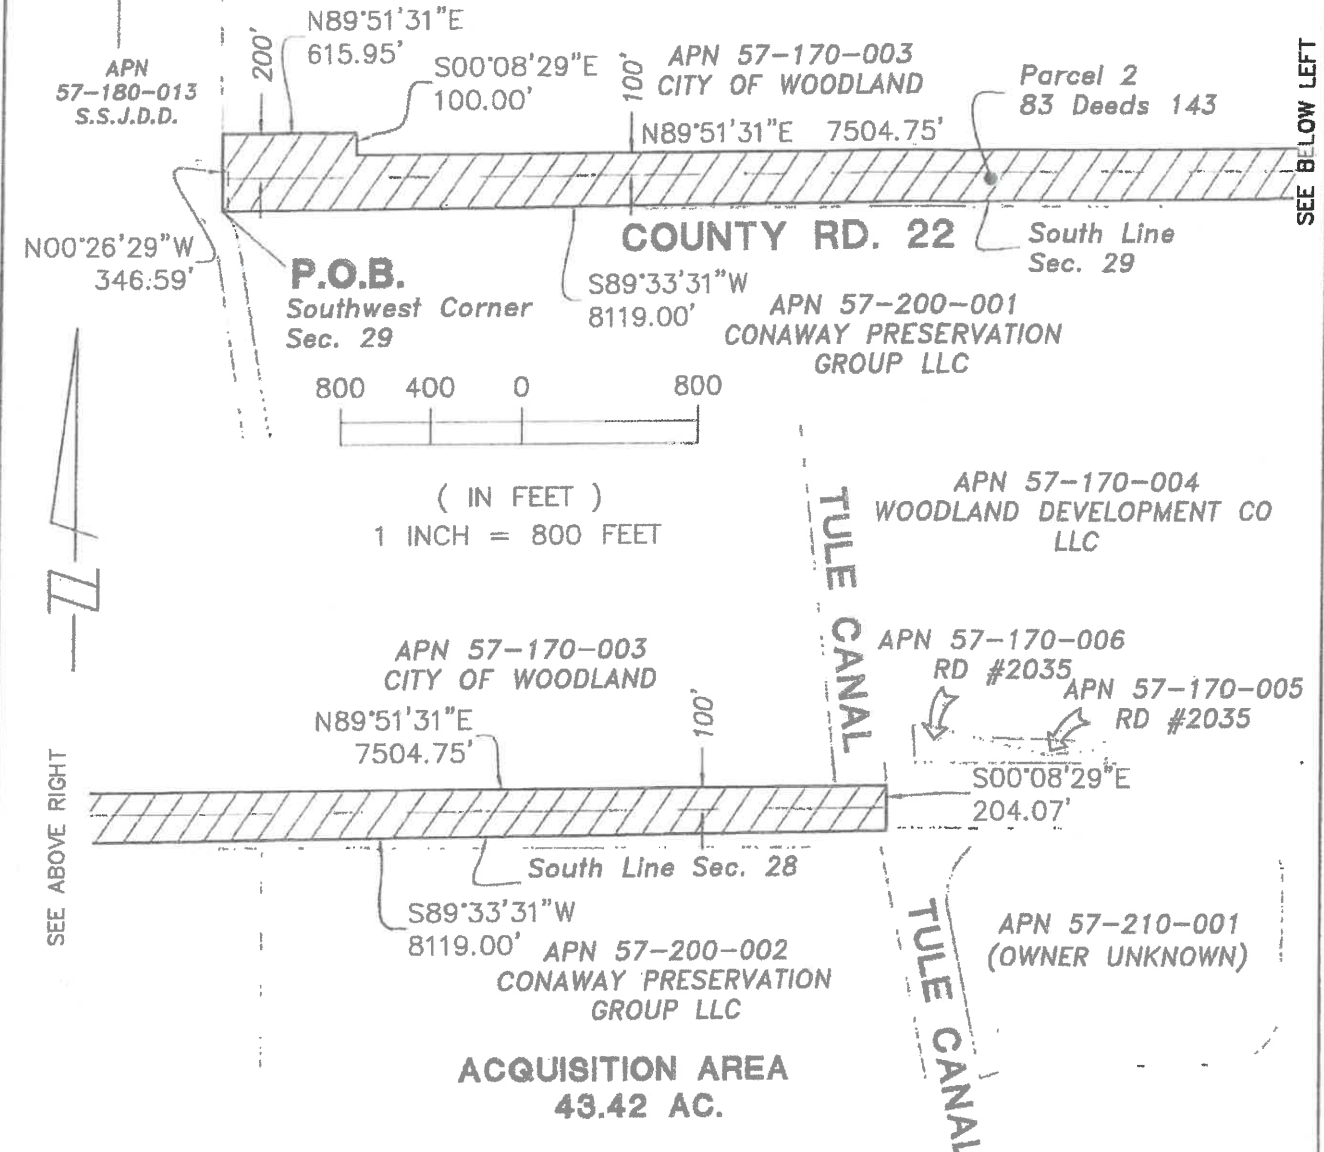 N89°51'31"E
615.95'
200'
APN
57-180-013
S.S.J.D.D.
S00°08'29"E
100.00'
100'
APN 57-170-003
CITY OF WOODLAND
N89°51'31"E 7504.75'
Parcel 2
83 Deeds 143
SEE BELOW LEFT
N00°26'29"W
346.59'
P.O.B.
Southwest Corner
Sec. 29
COUNTY RD. 22
S89°33'31"W
8119.00'
South Line
Sec. 29
APN 57-200-001
CONAWAY PRESERVATION
GROUP LLC
800 400 0 800
( IN FEET )
1 INCH = 800 FEET
Z
TULE CANAL
APN 57-170-004
WOODLAND DEVELOPMENT CO
LLC
APN 57-170-003
CITY OF WOODLAND
N89°51'31"E
7504.75'
100'
APN 57-170-006
RD #2035
APN 57-170-005
RD #2035
S00°08'29"E
204.07'
SEE ABOVE RIGHT
South Line Sec. 28
S89°33'31"W
8119.00'
APN 57-200-002
CONAWAY PRESERVATION
GROUP LLC
TULE CANAL
APN 57-210-001
(OWNER UNKNOWN)
ACQUISITION AREA
43.42 AC.